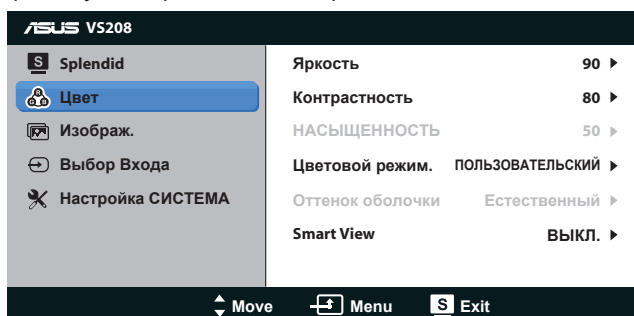 ASUS VS208
S Splendid
Цвет
Изображ.
Выбор Входа
Настройка СИСТЕМА
Яркость 90
Контрастность 80
НАСЫЩЕННОСТЬ 50
Цветовой режим. ПОЛЬЗОВАТЕЛЬСКИЙ
Оттенок оболочки Естественный
Smart View ВЫКЛ.
Move Menu S Exit